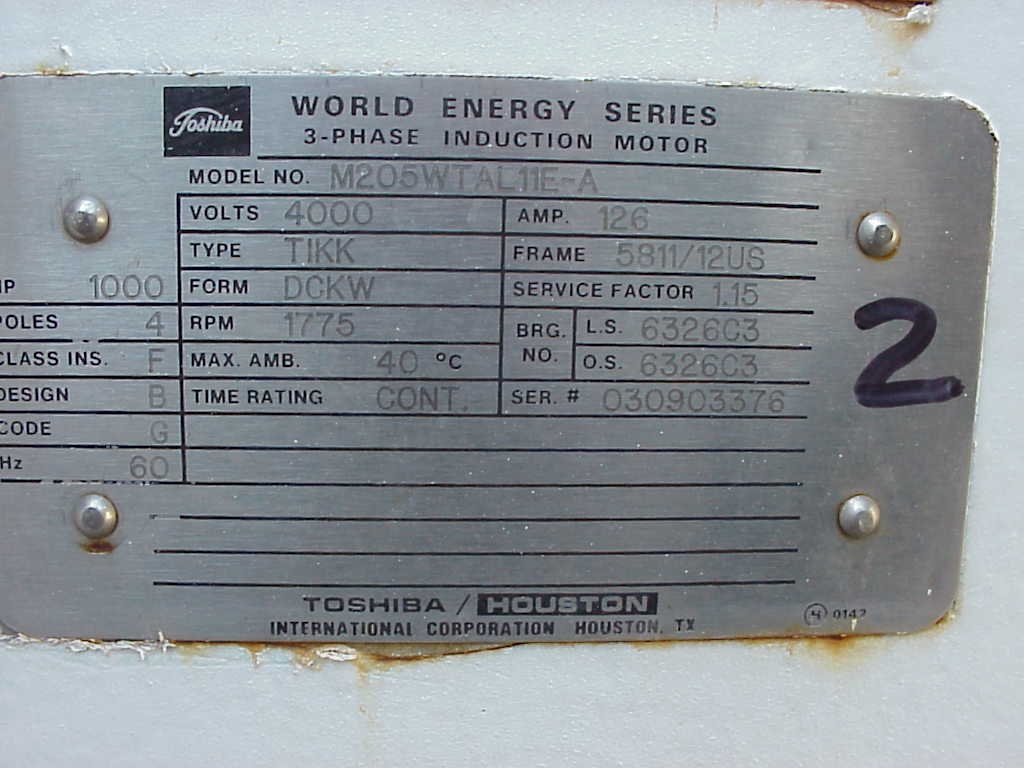 Toshiba
WORLD ENERGY SERIES
3-PHASE INDUCTION MOTOR
MODEL NO. M205WTAL11E-A
VOLTS 4000 AMP. 126
TYPE TIKK FRAME 5811/12US
HP 1000 FORM DCKW SERVICE FACTOR 1.15
POLES 4 RPM 1775 BRG. NO. L.S. 6326C3
CLASS INS. F MAX. AMB. 40 °C O.S. 6326C3
DESIGN B TIME RATING CONT. SER. # 030903376
CODE G
Hz 60
2
TOSHIBA / HOUSTON
INTERNATIONAL CORPORATION HOUSTON, TX
4 0142